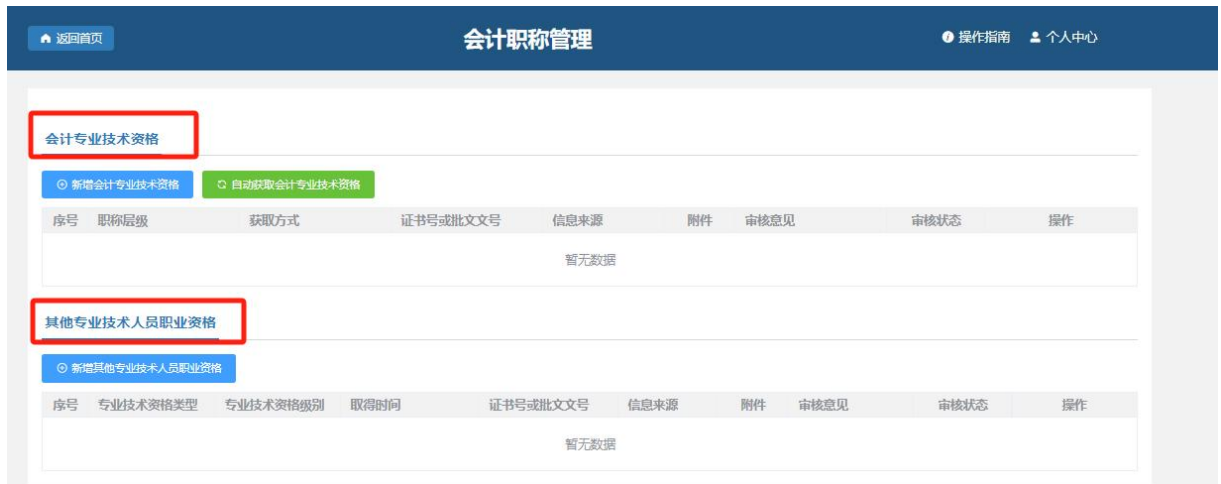 返回首页 会计职称管理 操作指南 个人中心
会计专业技术资格
新增会计专业技术资格 自动获取会计专业技术资格
序号 职称层级 获取方式 证书号或批文文号 信息来源 附件 审核意见 审核状态 操作
暂无数据
其他专业技术人员职业资格
新增其他专业技术人员职业资格
序号 专业技术资格类型 专业技术资格级别 取得时间 证书号或批文文号 信息来源 附件 审核意见 审核状态 操作
暂无数据